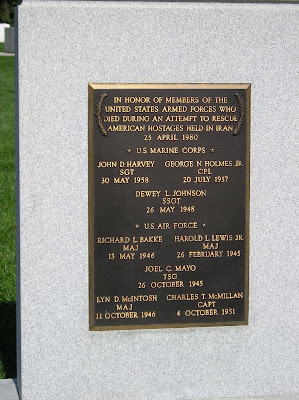 IN HONOR OF MEMBERS OF THE
UNITED STATES ARMED FORCES WHO
DIED DURING AN ATTEMPT TO RESCUE
AMERICAN HOSTAGES HELD IN IRAN
25 APRIL 1980
* U.S. MARINE CORPS *
JOHN D. HARVEY GEORGE N. HOLMES JR.
SGT CPL
30 MAY 1958 20 JULY 1957
DEWEY L. JOHNSON
SSGT
26 MAY 1948
* U.S. AIR FORCE *
RICHARD L. BAKKE HAROLD L. LEWIS JR.
MAJ MAJ
13 MAY 1946 26 FEBRUARY 1945
JOEL C. MAYO
TSG
26 OCTOBER 1945
LYN D. McINTOSH CHARLES T. McMILLAN
MAJ CAPT
11 OCTOBER 1946 4 OCTOBER 1951